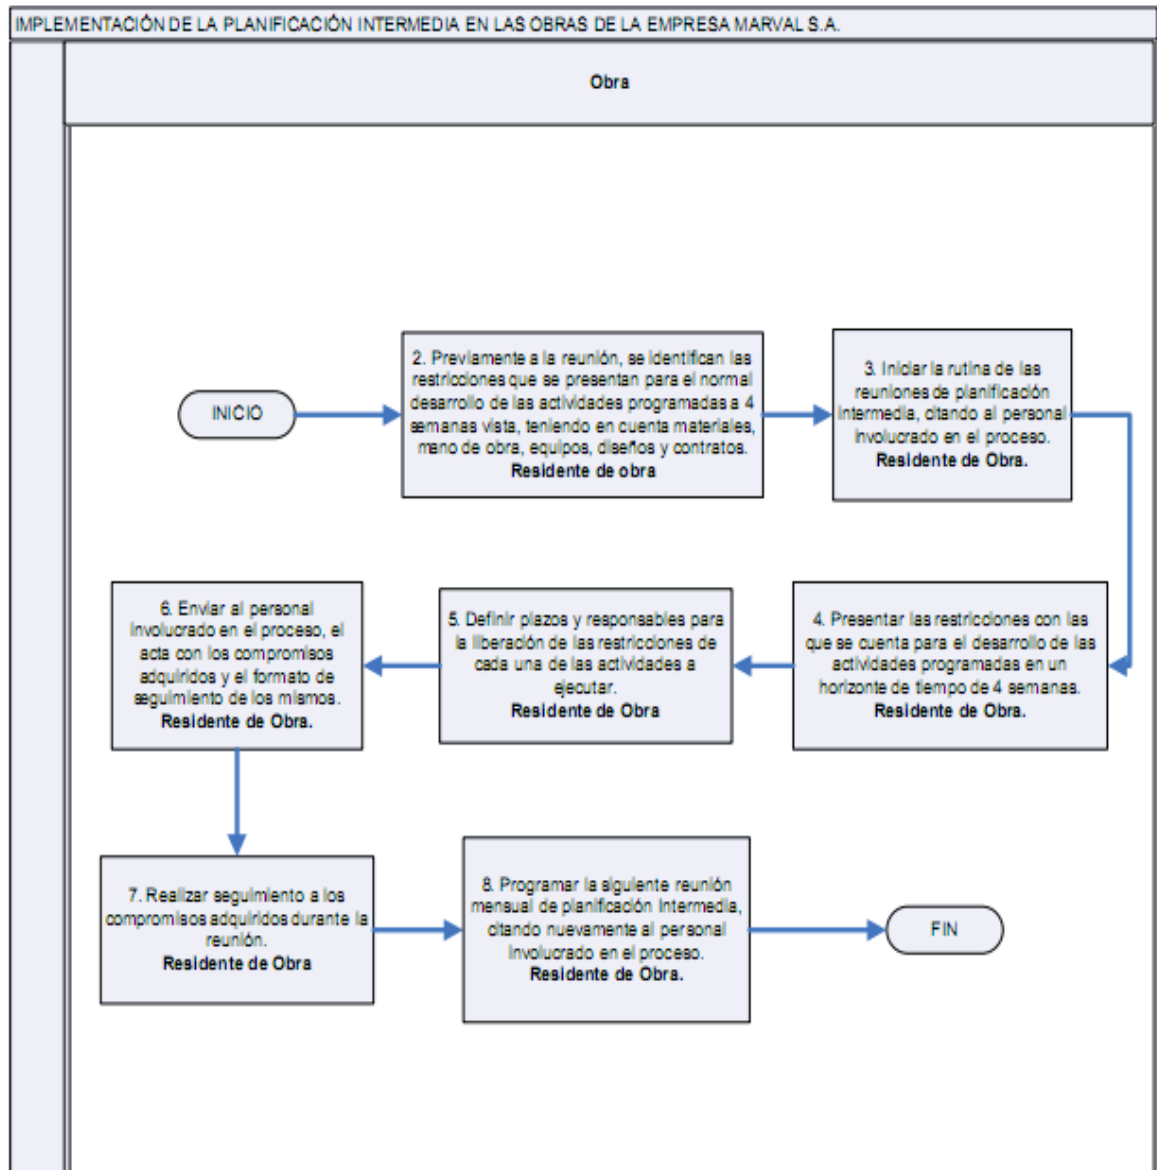 IMPLEMENTACIÓN DE LA PLANIFICACIÓN INTERMEDIA EN LAS OBRAS DE LA EMPRESA MARVAL S.A.
Obra
INICIO
2. Previamente a la reunión, se identifican las
restricciones que se presentan para el normal
desarrollo de las actividades programadas a 4
semanas vista, teniendo en cuenta materiales,
mano de obra, equipos, diseños y contratos.
Residente de obra
3. Iniciar la rutina de las
reuniones de planificación
intermedia, citando al personal
involucrado en el proceso.
Residente de Obra.
4. Presentar las restricciones con las
que se cuenta para el desarrollo de las
actividades programadas en un
horizonte de tiempo de 4 semanas.
Residente de Obra.
5. Definir plazos y responsables para
la liberación de las restricciones de
cada una de las actividades a
ejecutar.
Residente de Obra
6. Enviar al personal
involucrado en el proceso, el
acta con los compromisos
adquiridos y el formato de
seguimiento de los mismos.
Residente de Obra.
7. Realizar seguimiento a los
compromisos adquiridos durante la
reunión.
Residente de Obra
8. Programar la siguiente reunión
mensual de planificación intermedia,
citando nuevamente al personal
involucrado en el proceso.
Residente de Obra.
FIN